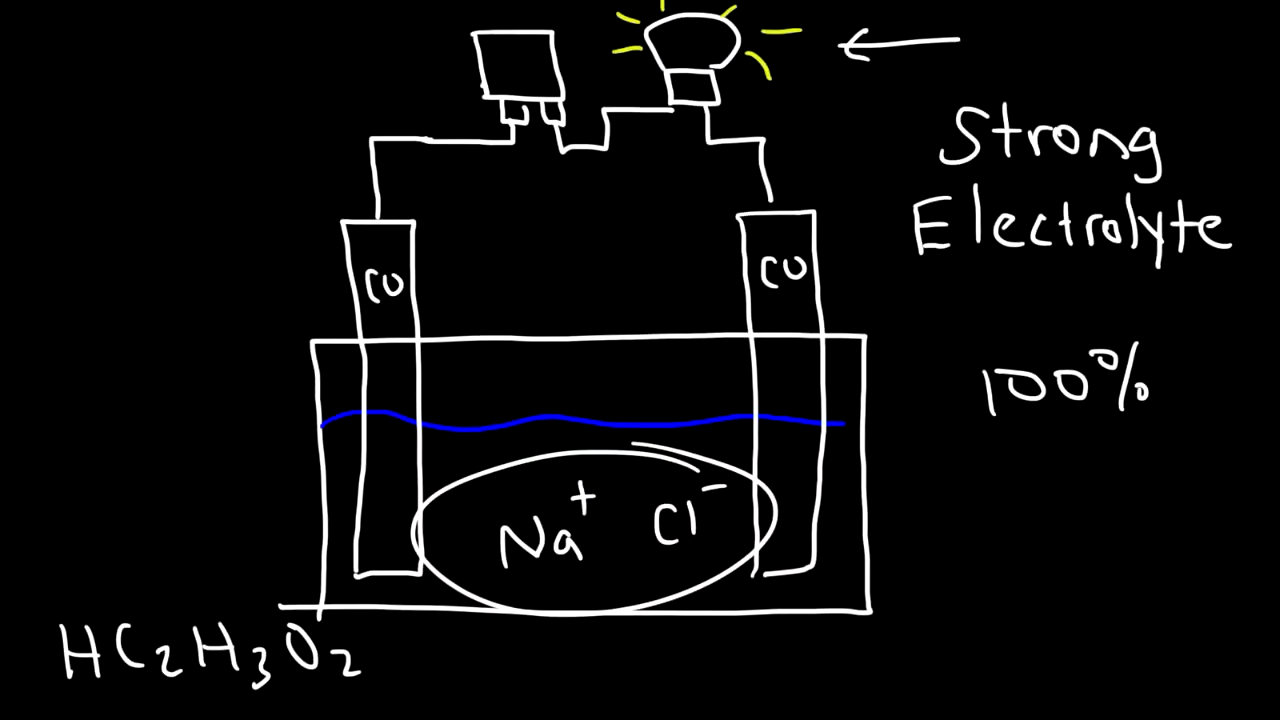 Strong
Electrolyte
CU
CU
100%
Na⁺ Cl⁻
HC₂H₃O₂